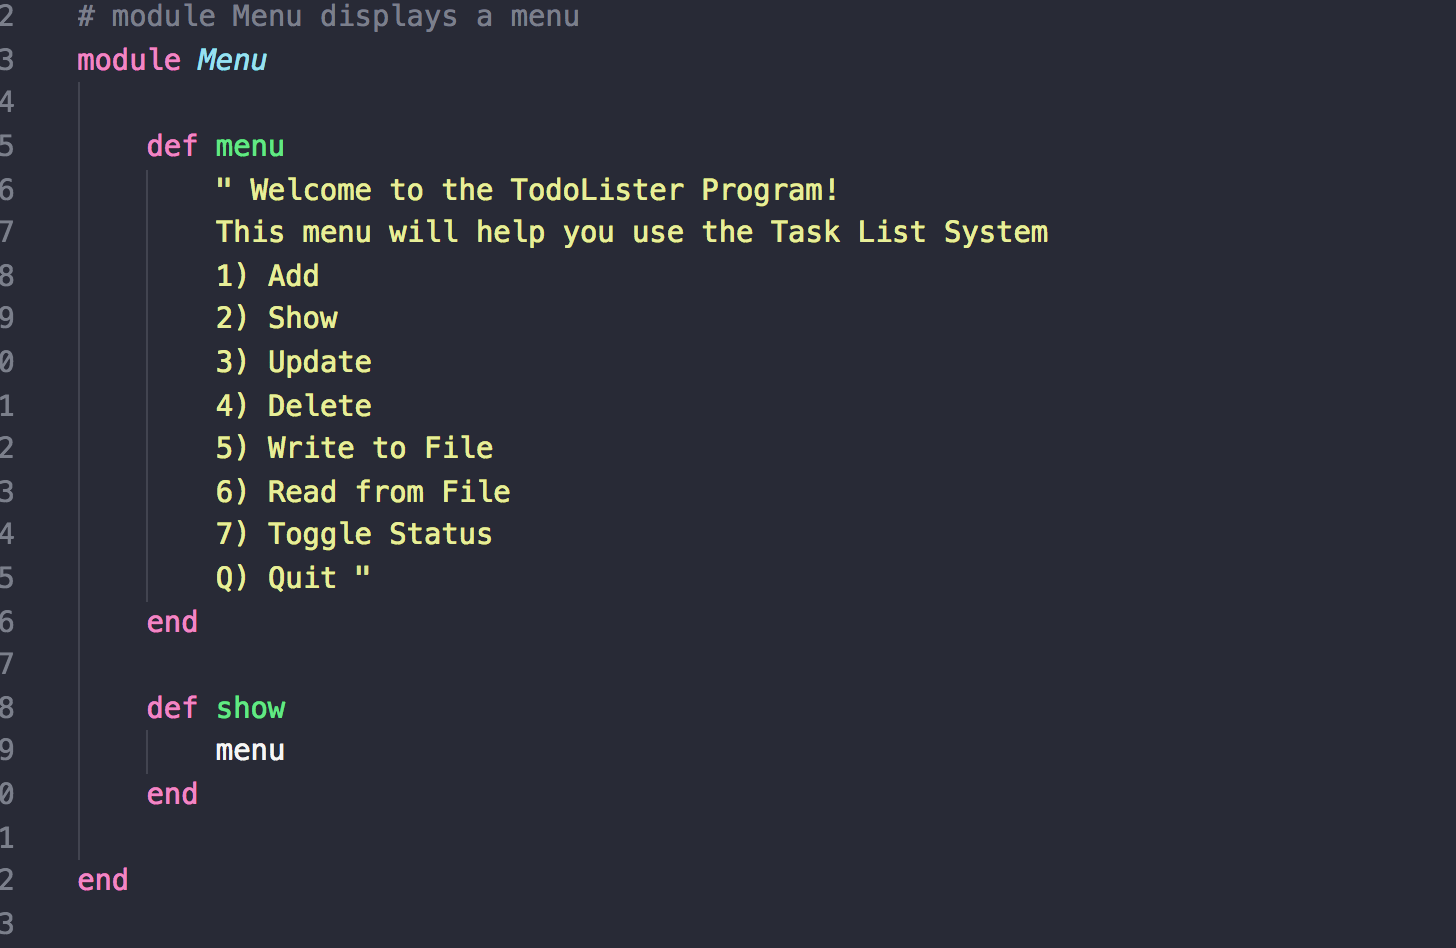 2 # module Menu displays a menu
3 module Menu
4
5 def menu
6 " Welcome to the TodoLister Program!
7 This menu will help you use the Task List System
8 1) Add
9 2) Show
0 3) Update
1 4) Delete
2 5) Write to File
3 6) Read from File
4 7) Toggle Status
5 Q) Quit "
6 end
7
8 def show
9 menu
0 end
1
2 end
3